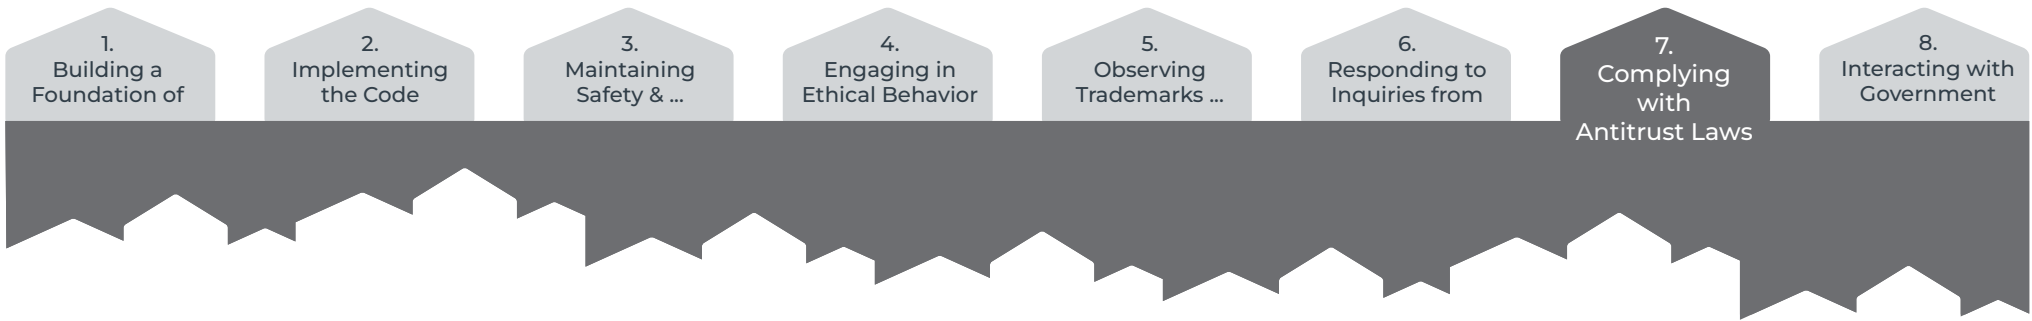 1.
Building a
Foundation of
2.
Implementing
the Code
3.
Maintaining
Safety & ...
4.
Engaging in
Ethical Behavior
5.
Observing
Trademarks ...
6.
Responding to
Inquiries from
7.
Complying
with
Antitrust Laws
8.
Interacting with
Government